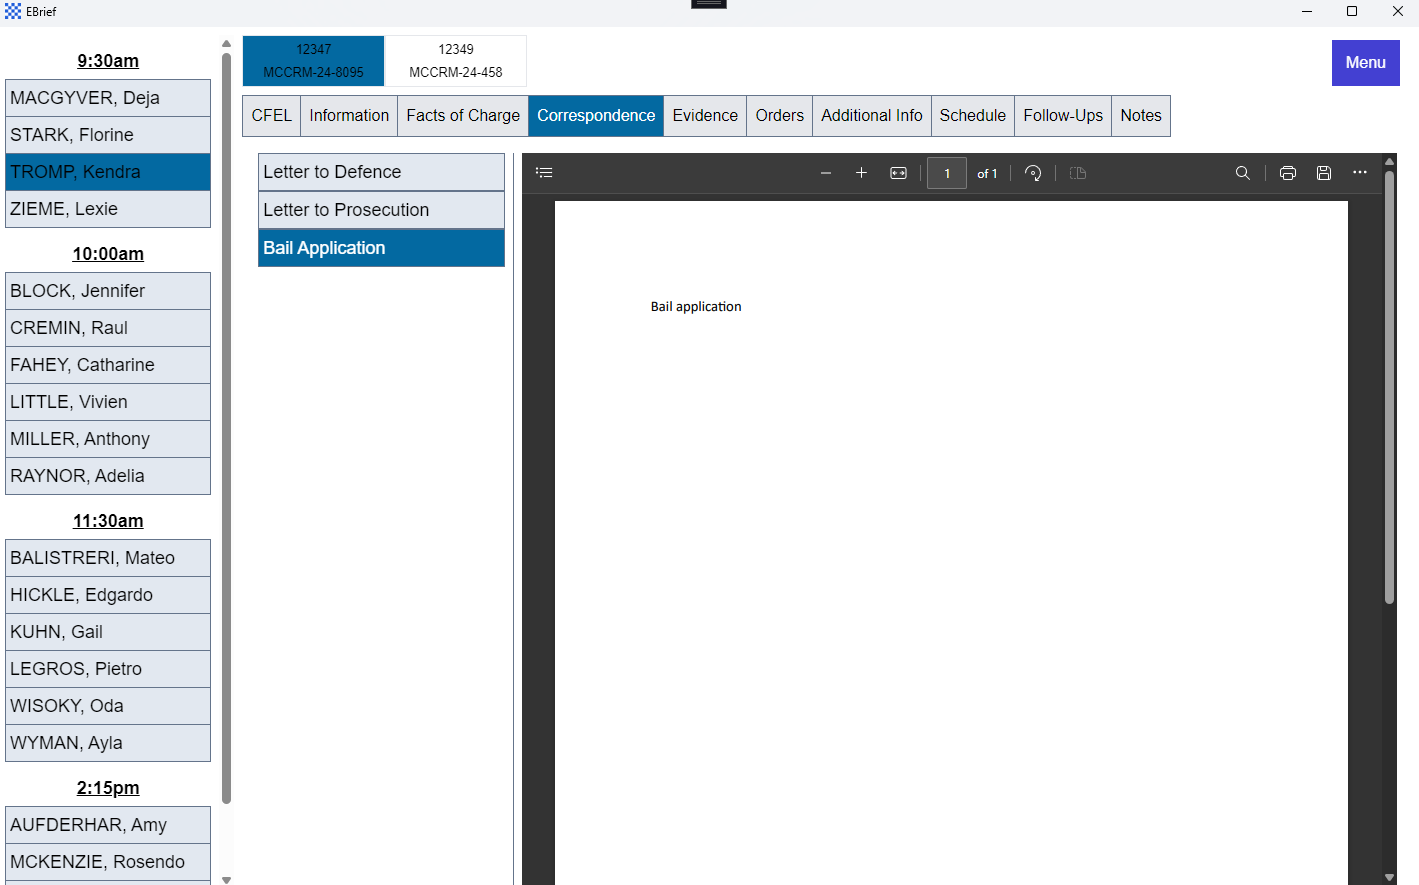 EBrief
9:30am
MACGYVER, Deja
STARK, Florine
TROMP, Kendra
ZIEME, Lexie
10:00am
BLOCK, Jennifer
CREMIN, Raul
FAHEY, Catharine
LITTLE, Vivien
MILLER, Anthony
RAYNOR, Adelia
11:30am
BALISTRERI, Mateo
HICKLE, Edgardo
KUHN, Gail
LEGROS, Pietro
WISOKY, Oda
WYMAN, Ayla
2:15pm
AUFDERHAR, Amy
MCKENZIE, Rosendo
12347
MCCRM-24-8095
12349
MCCRM-24-458
Menu
CFEL Information Facts of Charge Correspondence Evidence Orders Additional Info Schedule Follow-Ups Notes
Letter to Defence
Letter to Prosecution
Bail Application
1 of 1
Bail application